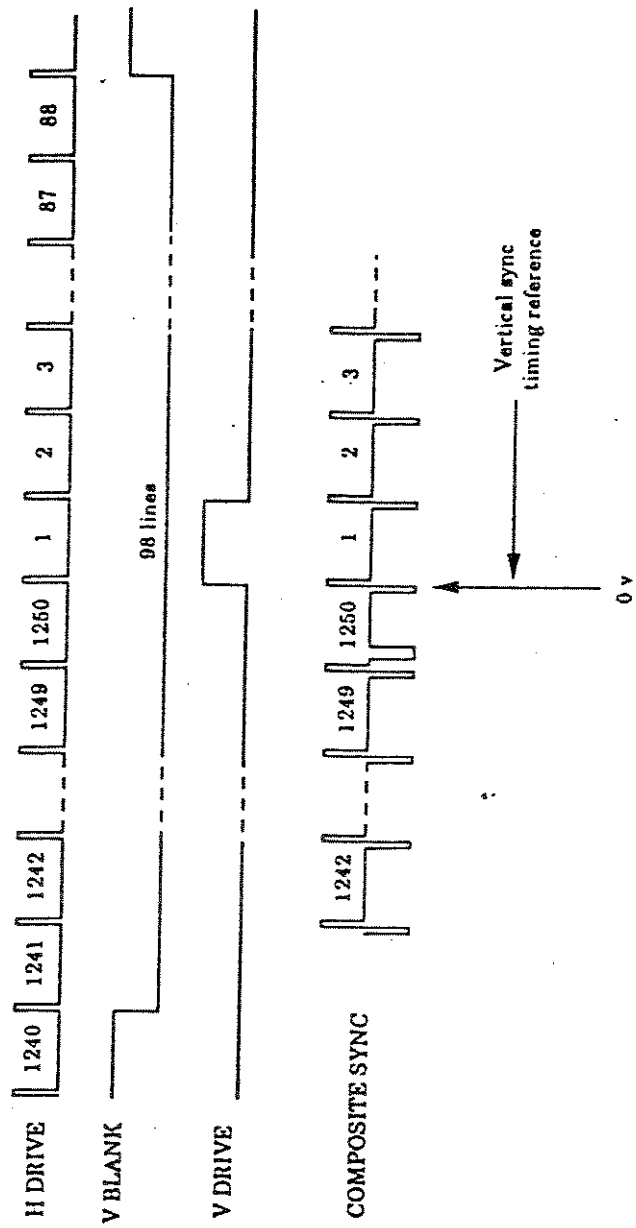 H DRIVE
1240 1241 1242 1249 1250 1 2 3 87 88
V BLANK
98 lines
V DRIVE
COMPOSITE SYNC
1242 1249 1250 1 2 3
Vertical sync
timing reference
0 v